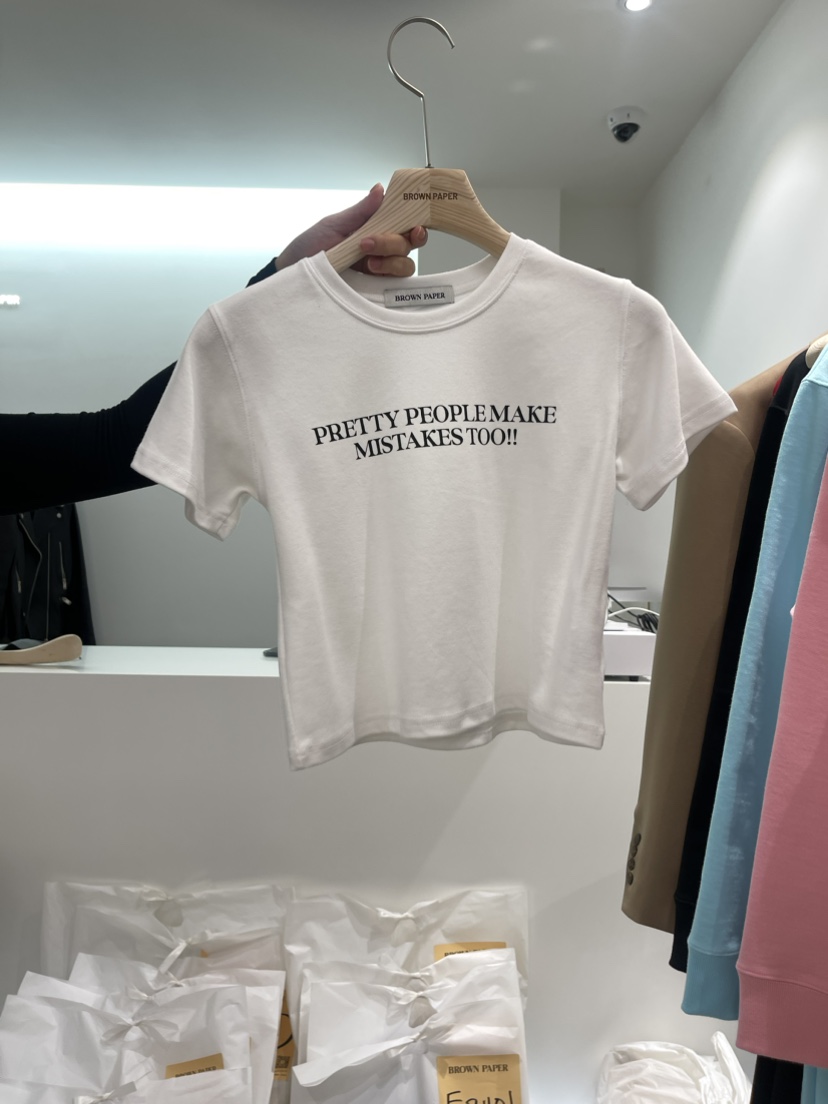 BROWN PAPER
BROWN PAPER
PRETTY PEOPLE MAKE
MISTAKES TOO!!
BROWN PAPER